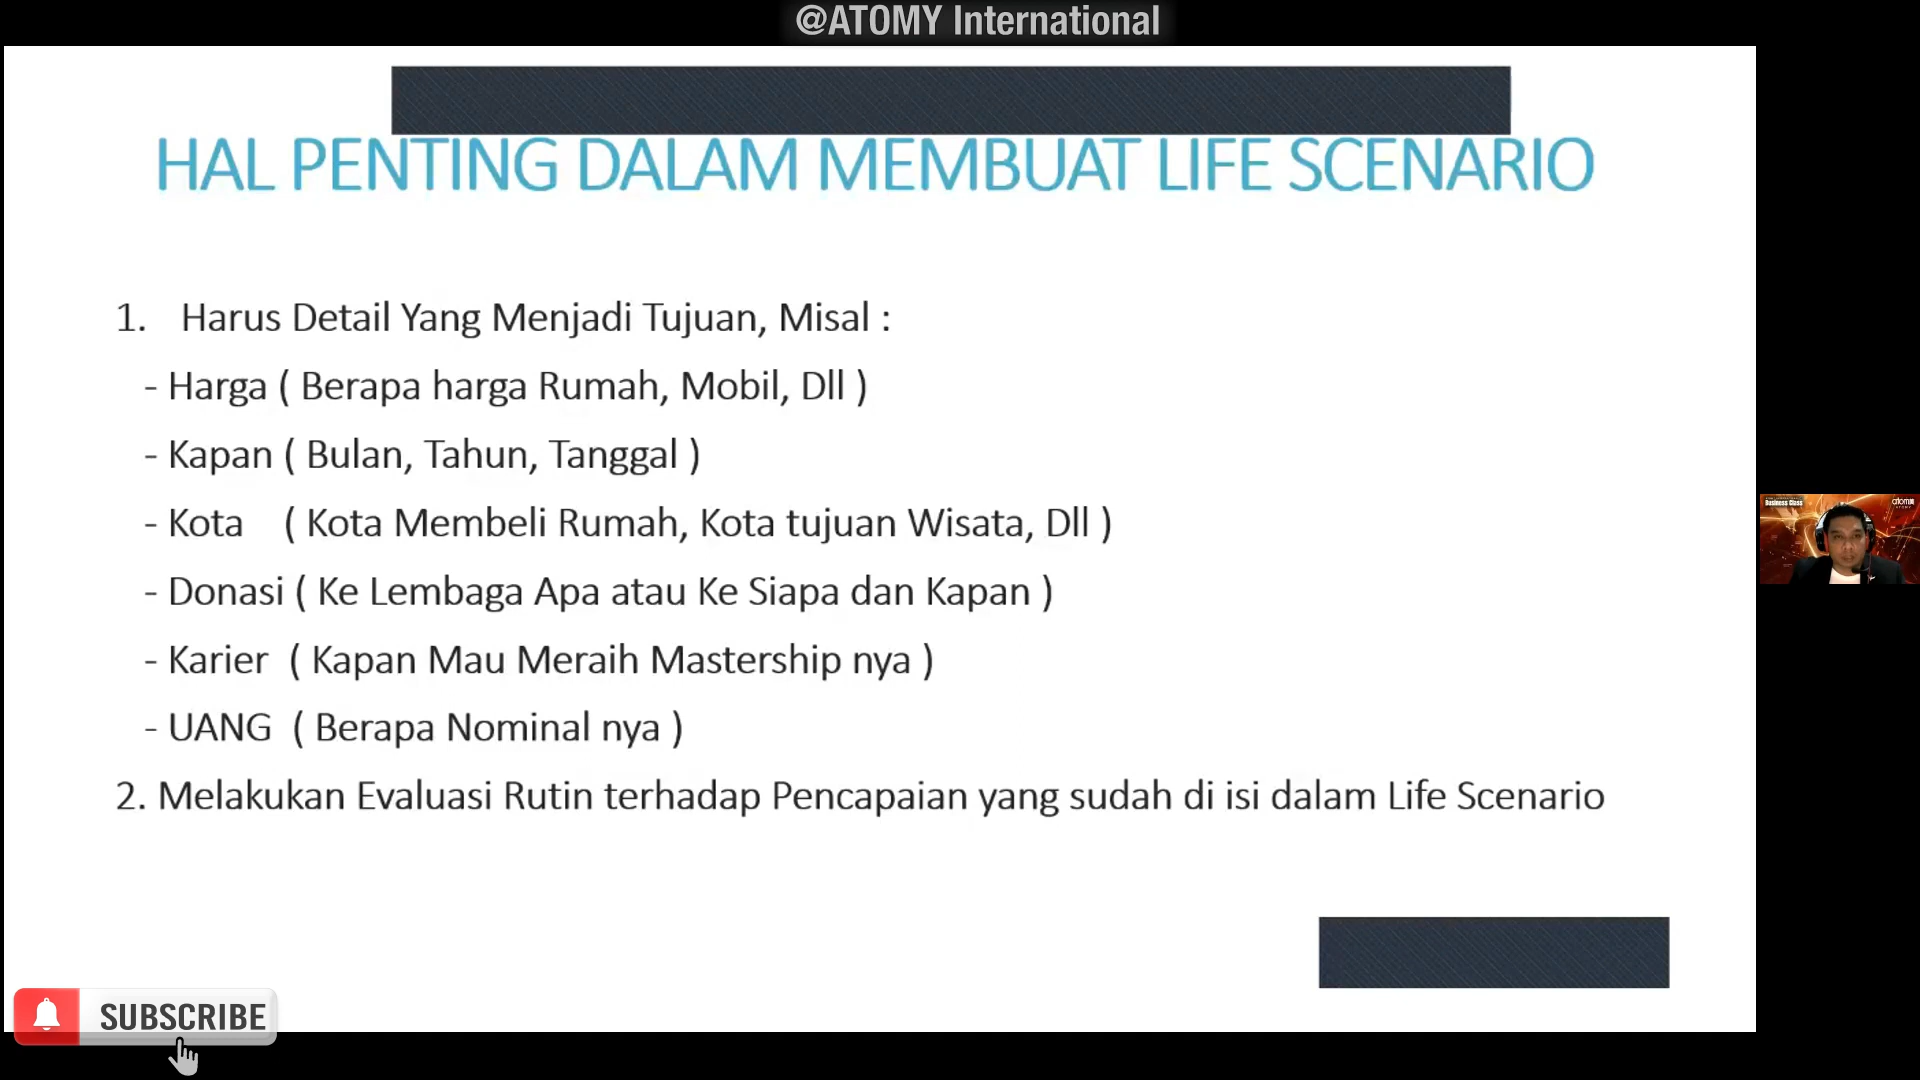 @ATOMY International
HAL PENTING DALAM MEMBUAT LIFE SCENARIO
1. Harus Detail Yang Menjadi Tujuan, Misal :
- Harga ( Berapa harga Rumah, Mobil, Dll )
- Kapan ( Bulan, Tahun, Tanggal )
- Kota ( Kota Membeli Rumah, Kota tujuan Wisata, Dll )
- Donasi ( Ke Lembaga Apa atau Ke Siapa dan Kapan )
- Karier ( Kapan Mau Meraih Mastership nya )
- UANG ( Berapa Nominal nya )
2. Melakukan Evaluasi Rutin terhadap Pencapaian yang sudah di isi dalam Life Scenario
Business Class
SUBSCRIBE